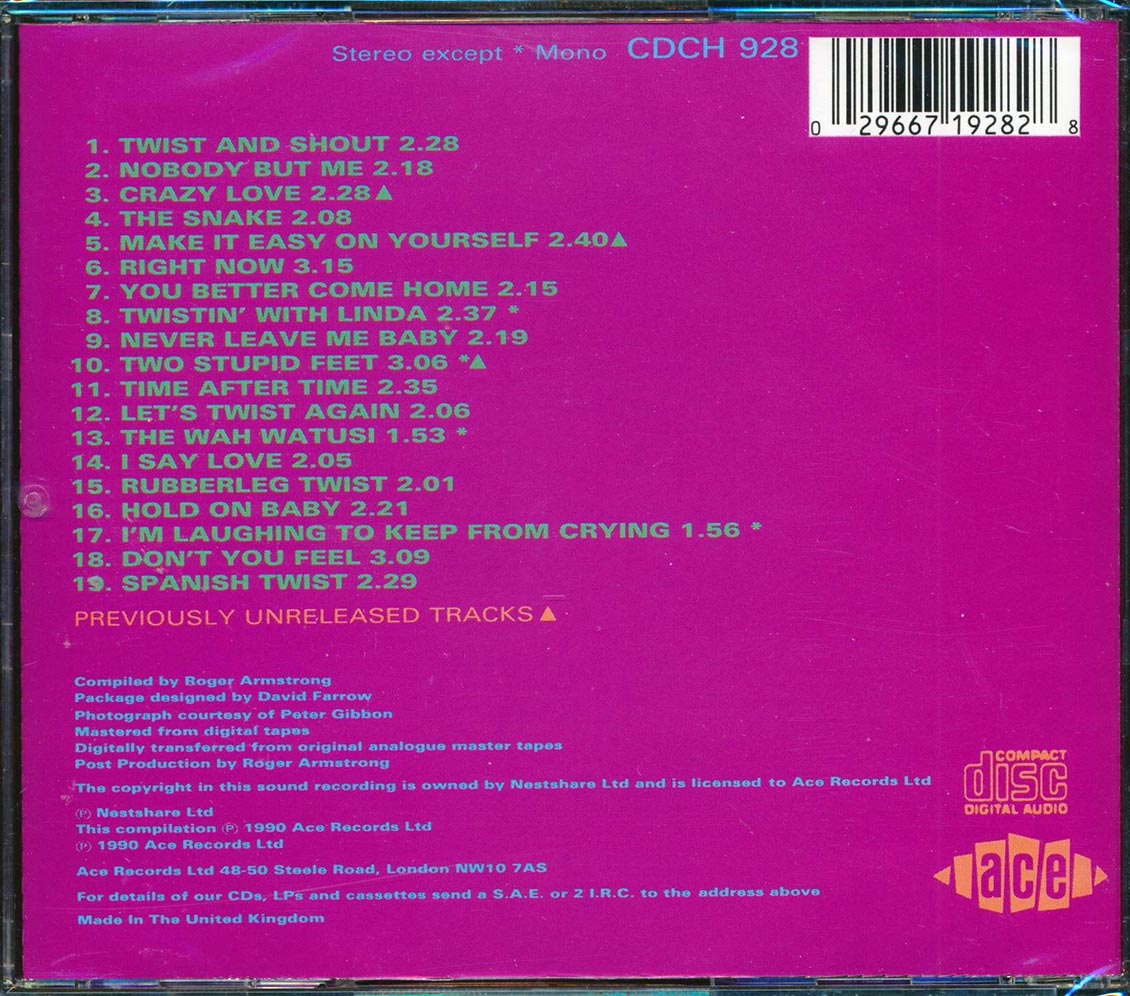 Stereo except * Mono CDCH 928
0 29667 19282 8
1. TWIST AND SHOUT 2.28
2. NOBODY BUT ME 2.18
3. CRAZY LOVE 2.28▲
4. THE SNAKE 2.08
5. MAKE IT EASY ON YOURSELF 2.40▲
6. RIGHT NOW 3.15
7. YOU BETTER COME HOME 2.15
8. TWISTIN' WITH LINDA 2.37 *
9. NEVER LEAVE ME BABY 2.19
10. TWO STUPID FEET 3.06 *▲
11. TIME AFTER TIME 2.35
12. LET'S TWIST AGAIN 2.06
13. THE WAH WATUSI 1.53 *
14. I SAY LOVE 2.05
15. RUBBERLEG TWIST 2.01
16. HOLD ON BABY 2.21
17. I'M LAUGHING TO KEEP FROM CRYING 1.56 *
18. DON'T YOU FEEL 3.09
19. SPANISH TWIST 2.29
PREVIOUSLY UNRELEASED TRACKS▲
Compiled by Roger Armstrong
Package designed by David Farrow
Photograph courtesy of Peter Gibbon
Mastered from digital tapes
Digitally transferred from original analogue master tapes
Post Production by Roger Armstrong
The copyright in this sound recording is owned by Nestshare Ltd and is licensed to Ace Records Ltd
℗ Nestshare Ltd
This compilation ℗ 1990 Ace Records Ltd
℗ 1990 Ace Records Ltd
Ace Records Ltd 48-50 Steele Road, London NW10 7AS
For details of our CDs, LPs and cassettes send a S.A.E. or 2 I.R.C. to the address above
Made In The United Kingdom
COMPACT
disc
DIGITAL AUDIO
ace